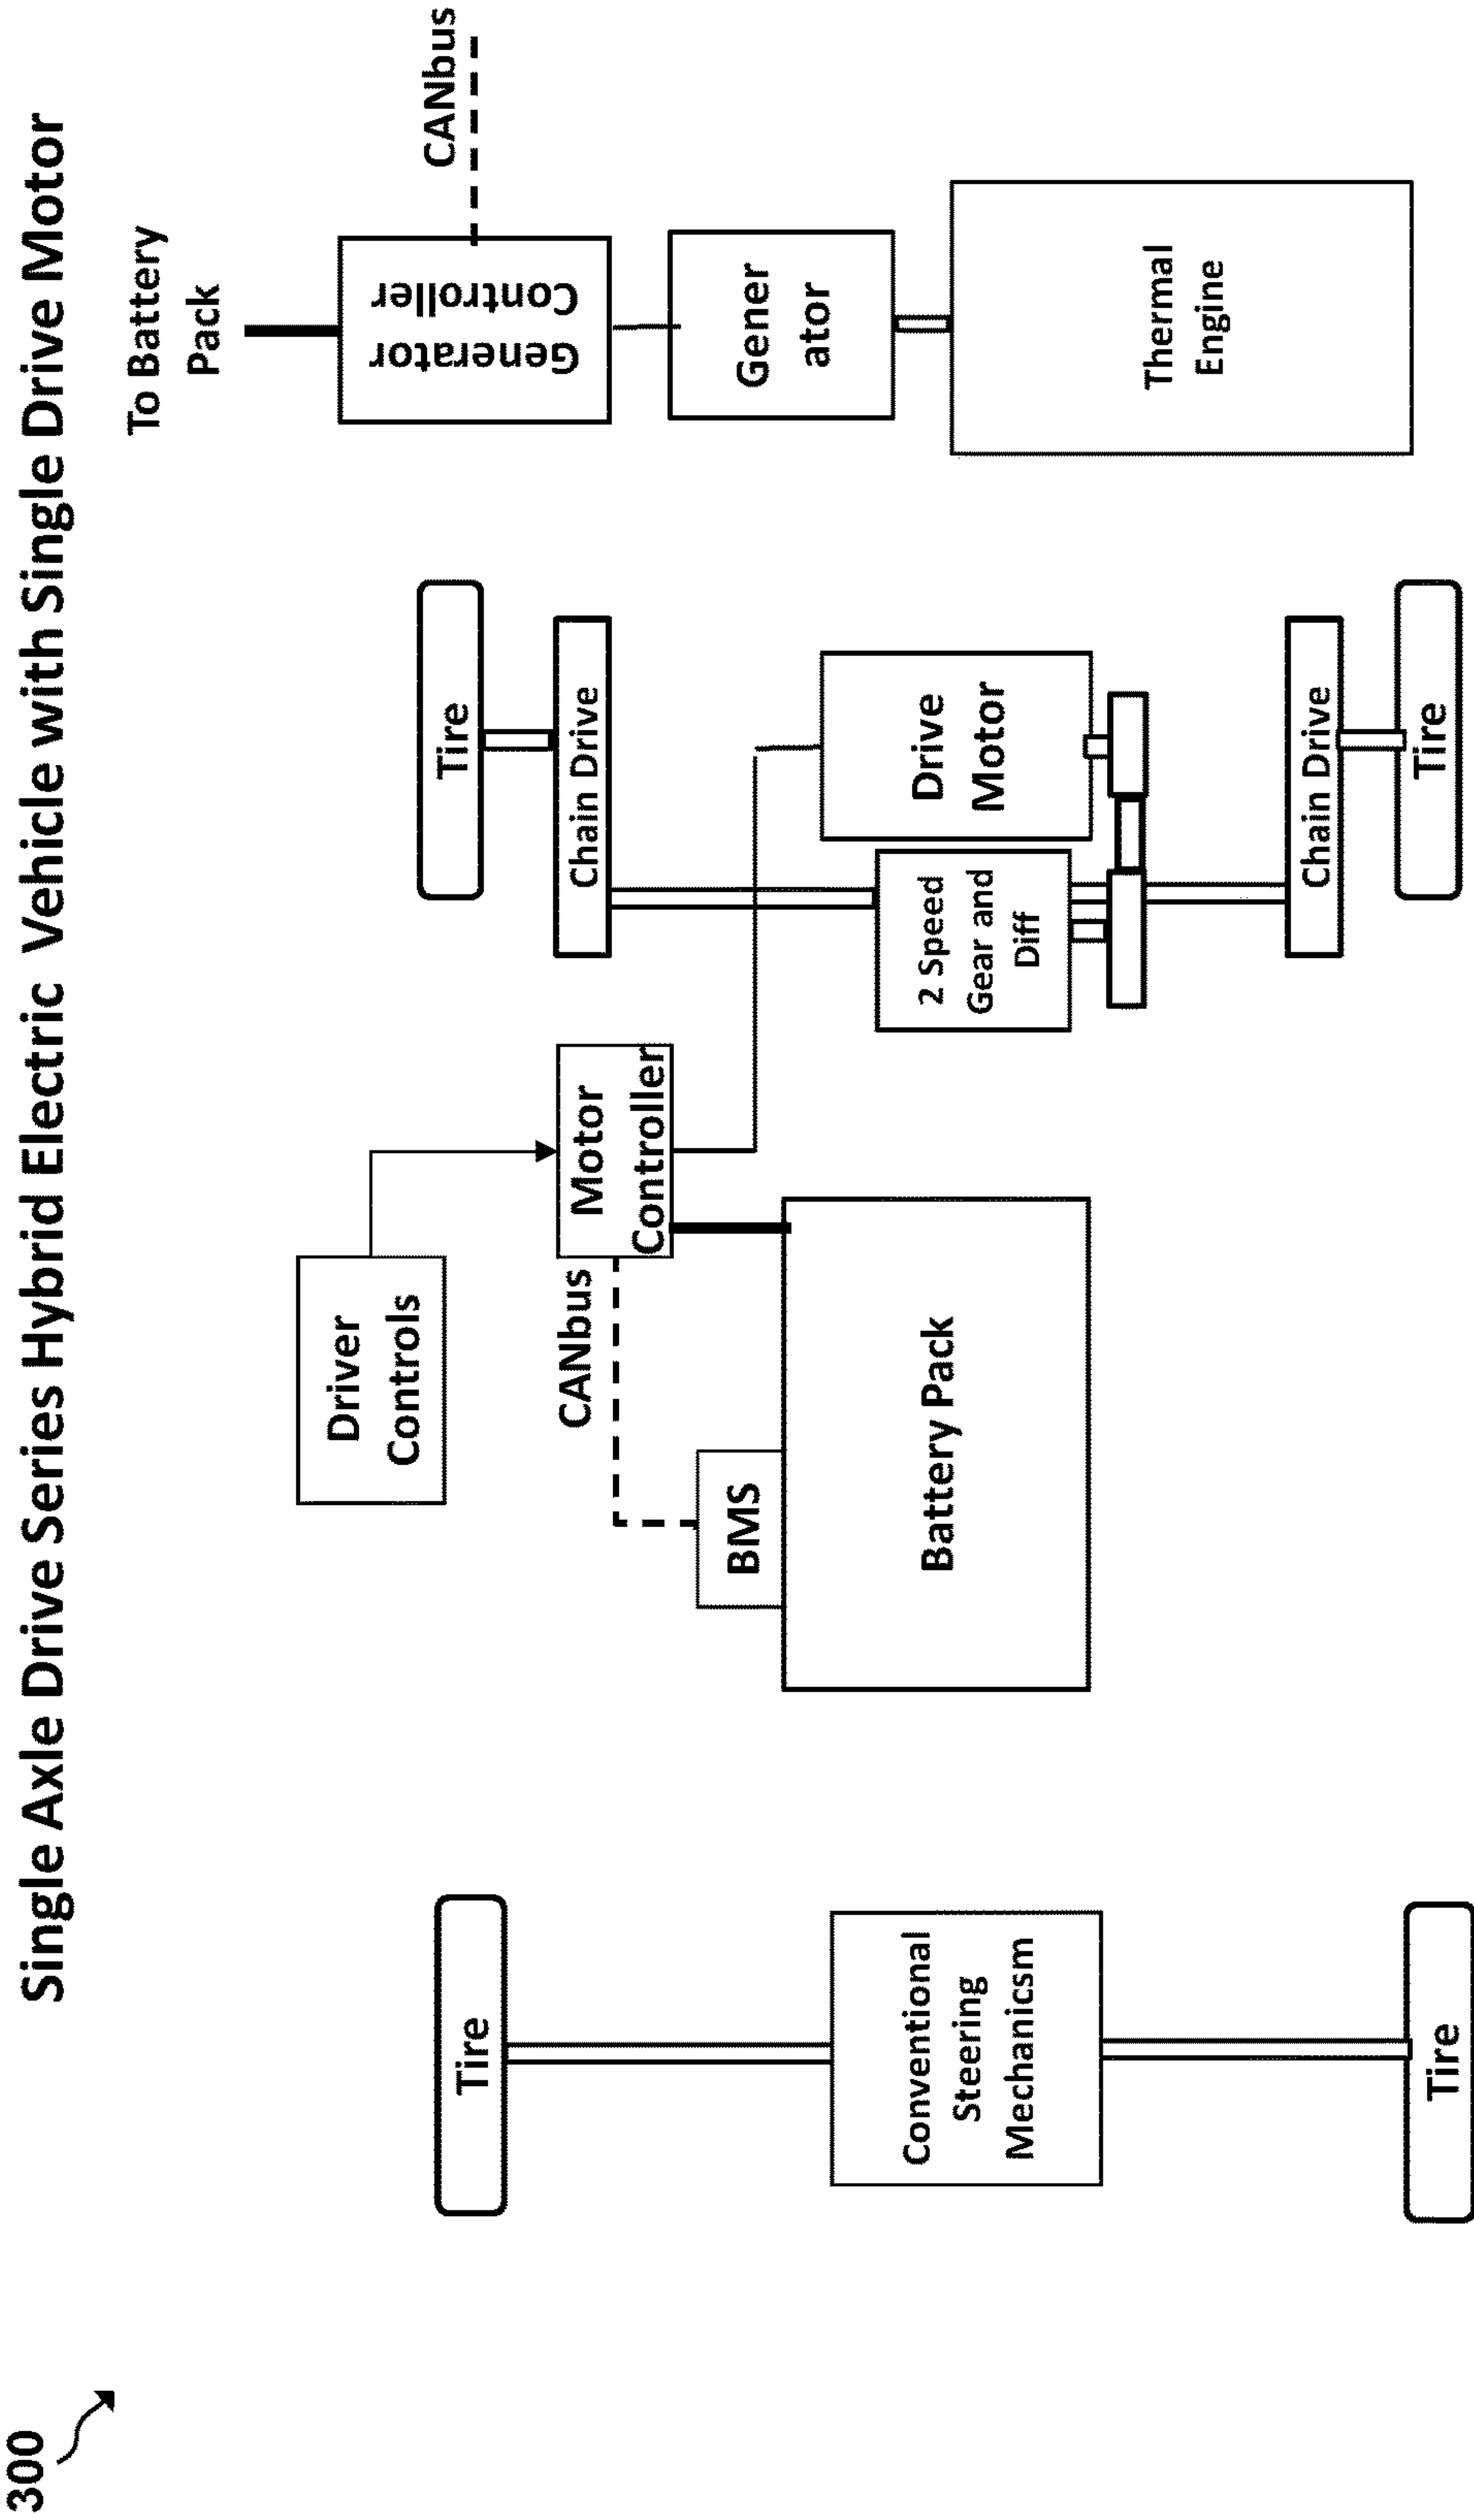 300
Single Axle Drive Series Hybrid Electric Vehicle with Single Drive Motor
To Battery
Pack
CANbus
Generator
Controller
Gener
ator
Thermal
Engine
Tire
Chain Drive
Drive
Motor
2 Speed
Gear and
Diff
Chain Drive
Tire
Driver
Controls
Motor
Controller
CANbus
BMS
Battery Pack
Tire
Conventional
Steering
Mechanicsm
Tire